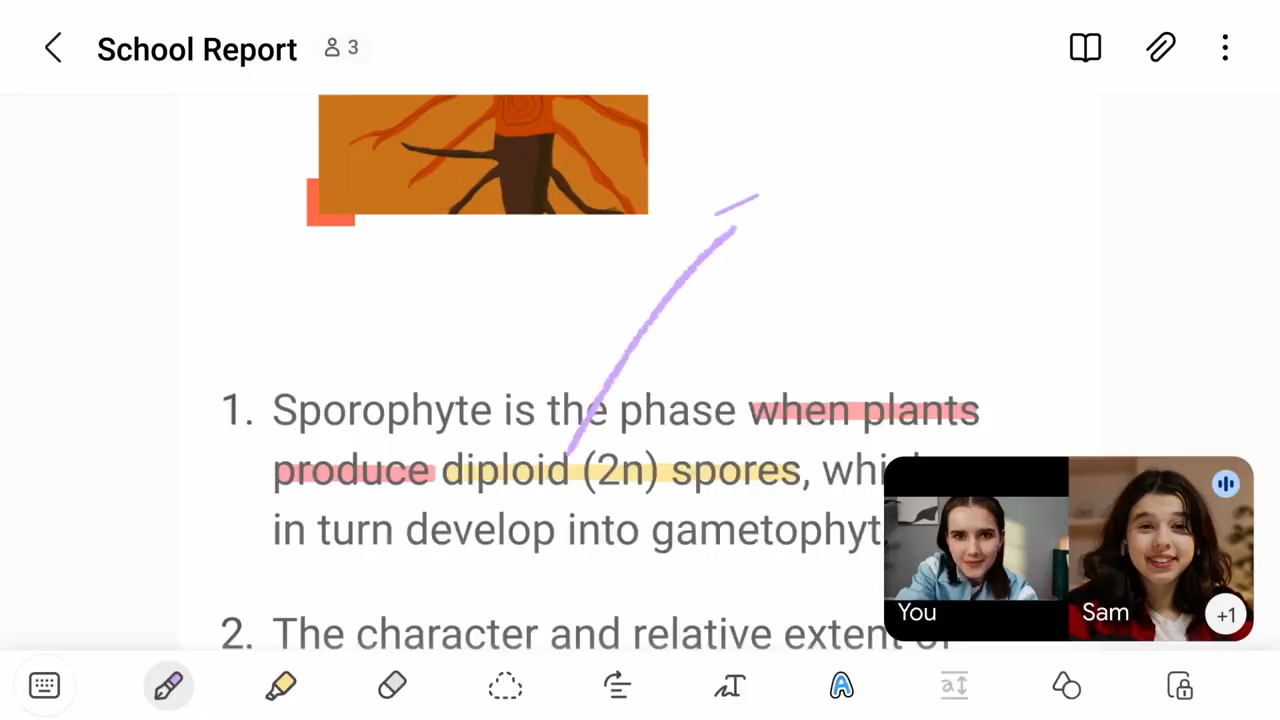 School Report 3
1. Sporophyte is the phase when plants
produce diploid (2n) spores, whi
in turn develop into gametophyt
2. The character and relative extent of
You
Sam
+1